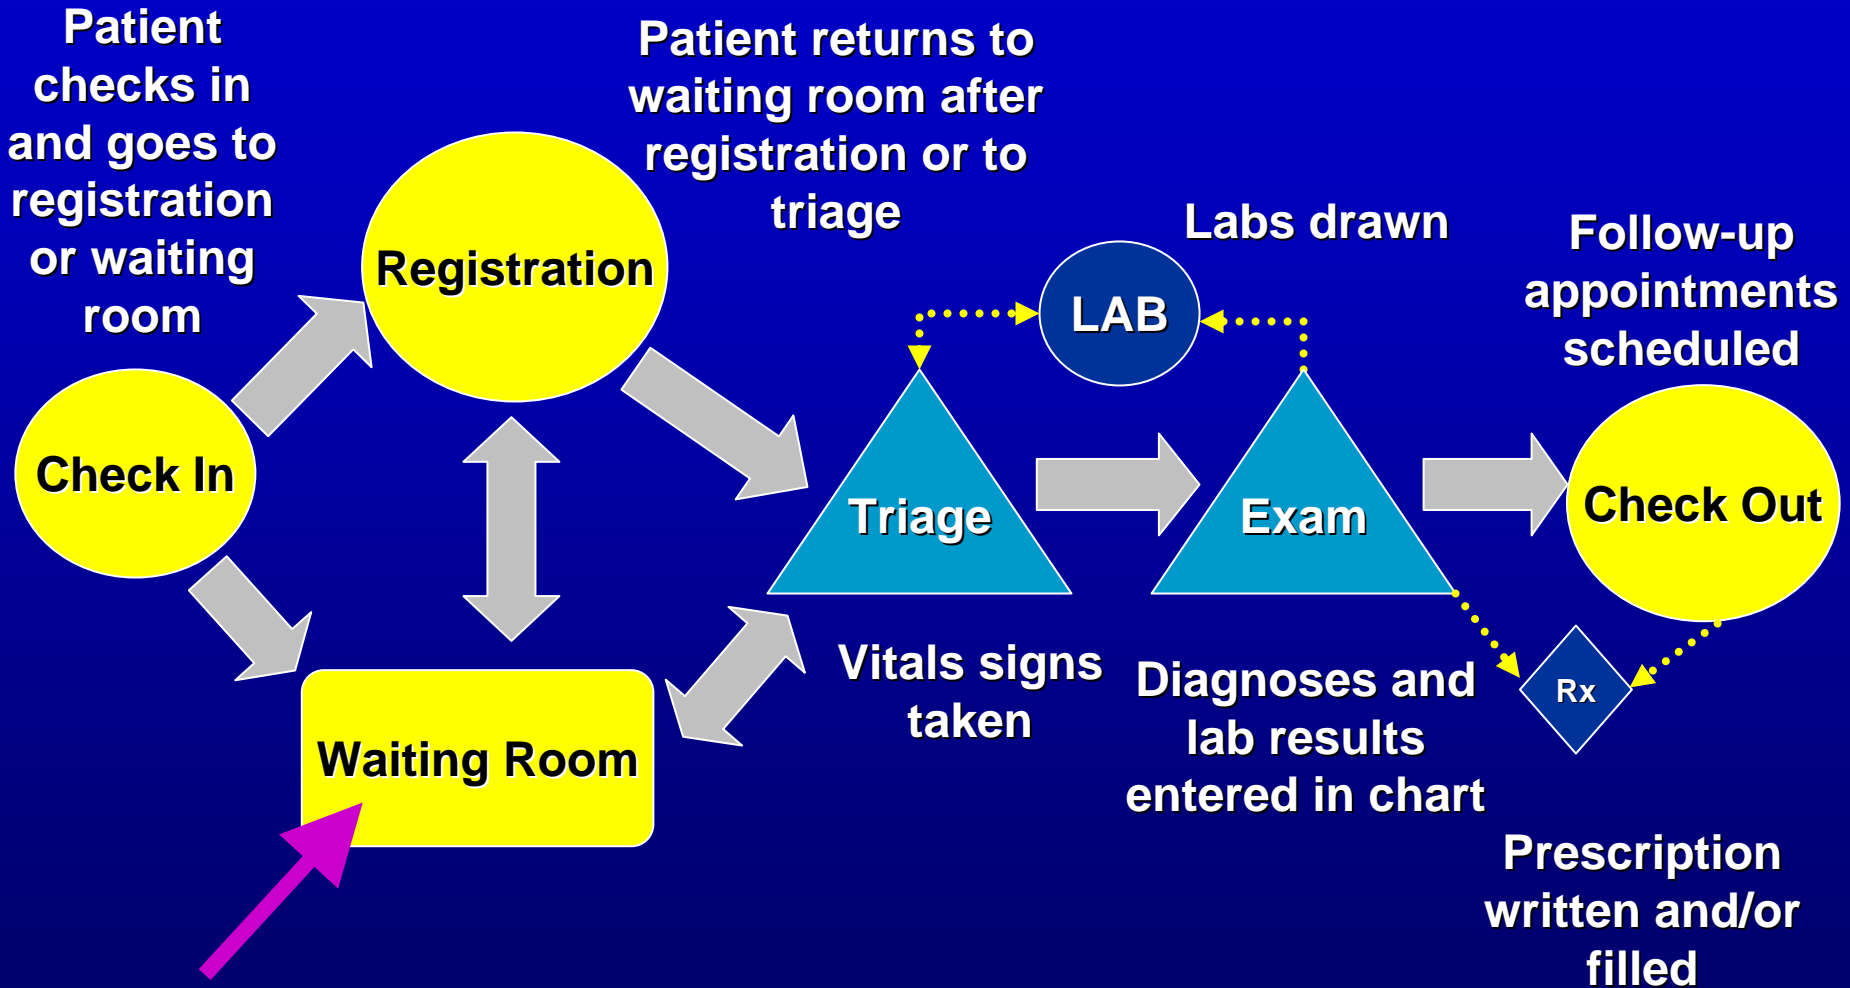 Patient
checks in
and goes to
registration
or waiting
room
Patient returns to
waiting room after
registration or to
triage
Registration
Labs drawn
LAB
Follow-up
appointments
scheduled
Check In
Triage
Exam
Check Out
Waiting Room
Vitals signs
taken
Diagnoses and
lab results
entered in chart
Rx
Prescription
written and/or
filled